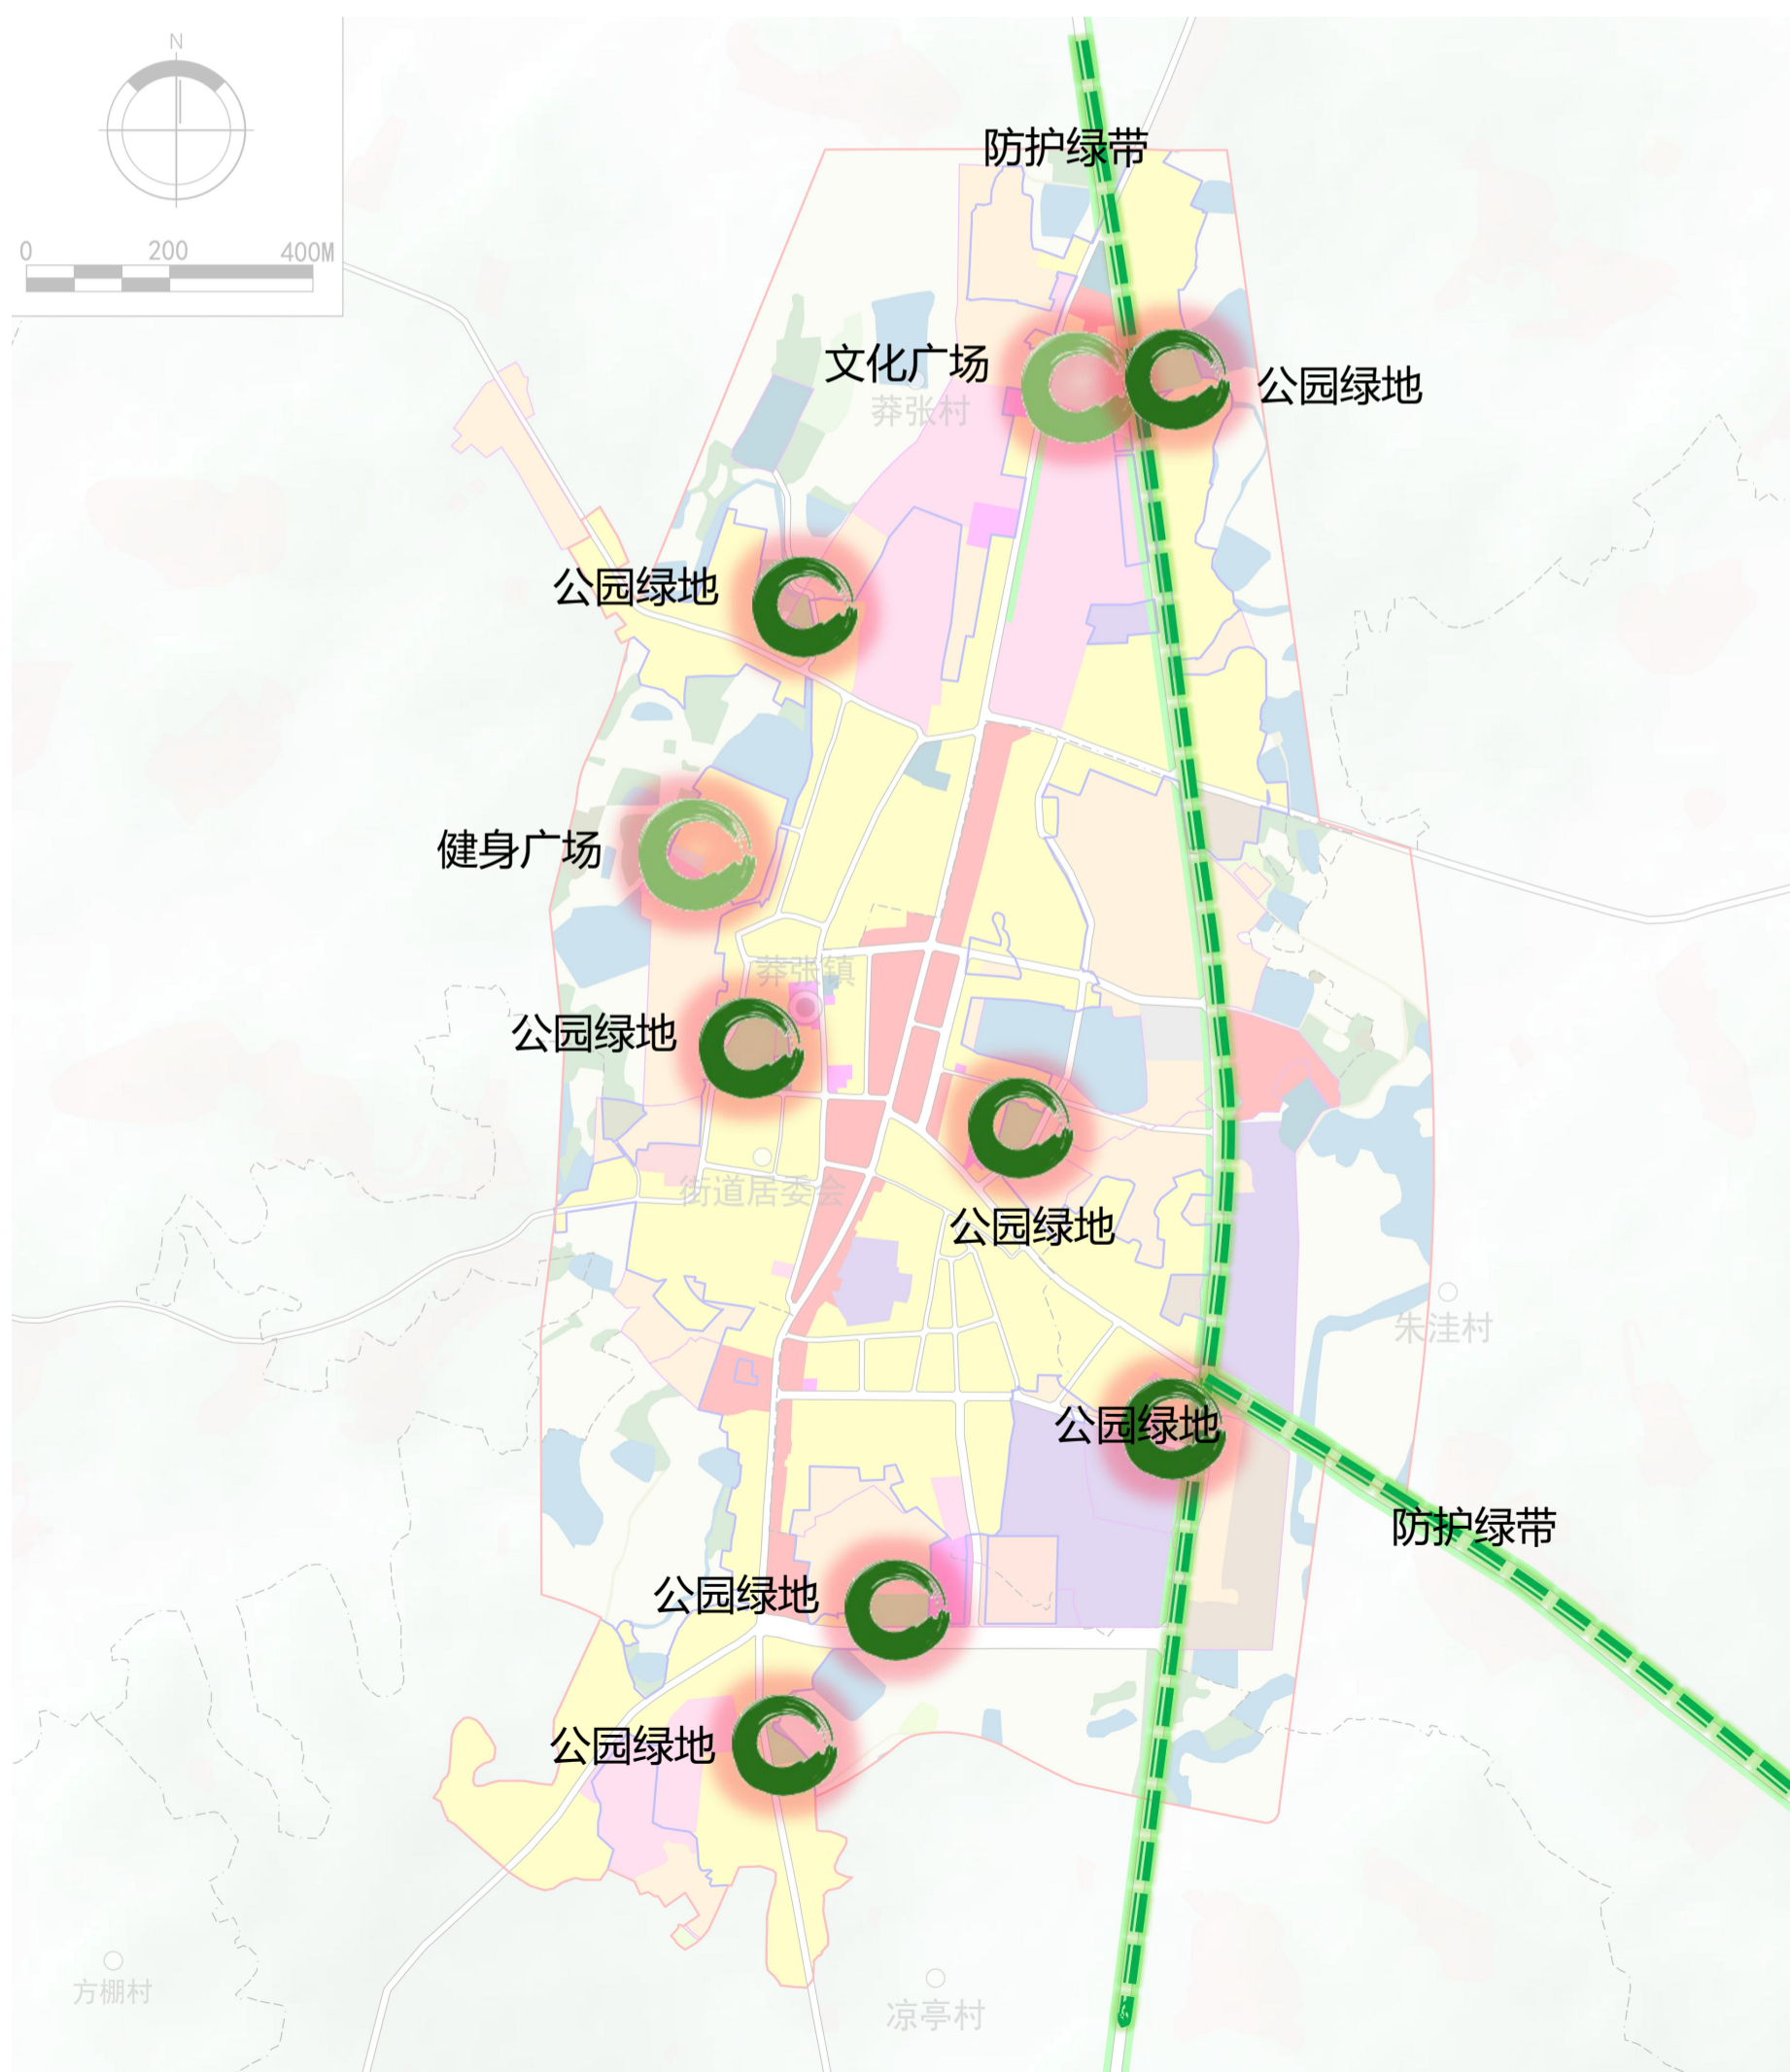 N
0 200 400M
防护绿带
文化广场
公园绿地
莽张村
公园绿地
健身广场
莽张镇
公园绿地
街道居委会
公园绿地
朱洼村
公园绿地
防护绿带
公园绿地
公园绿地
方棚村
凉亭村